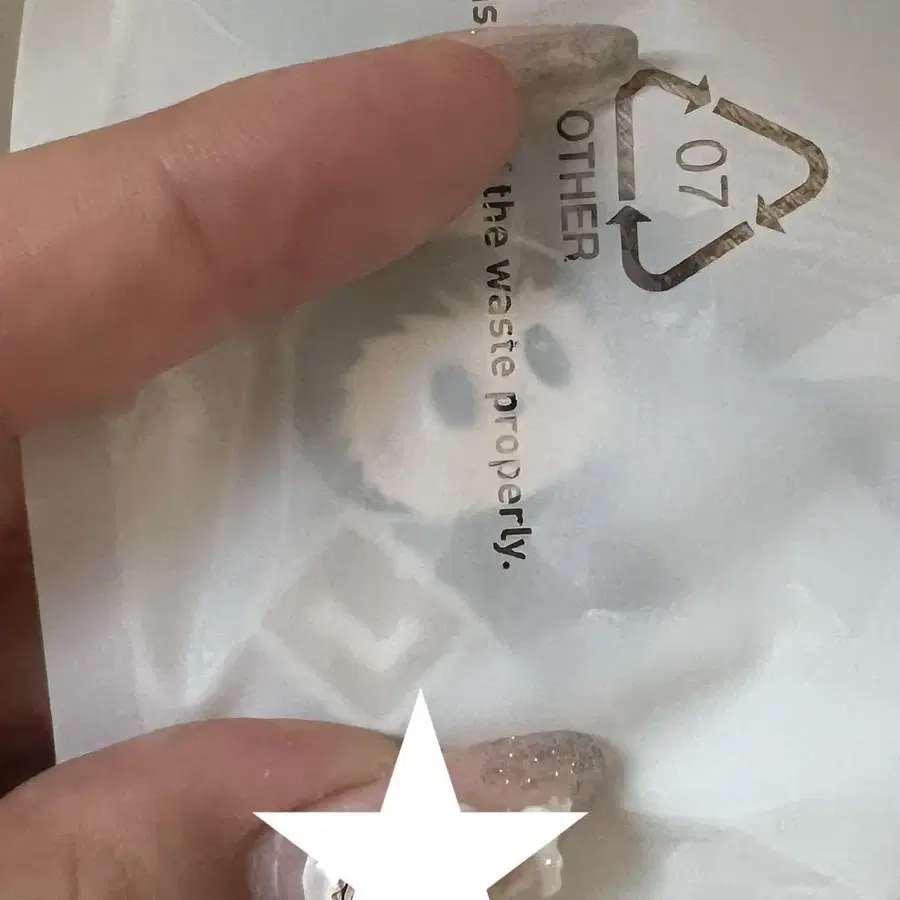 07
OTHER
the waste properly.